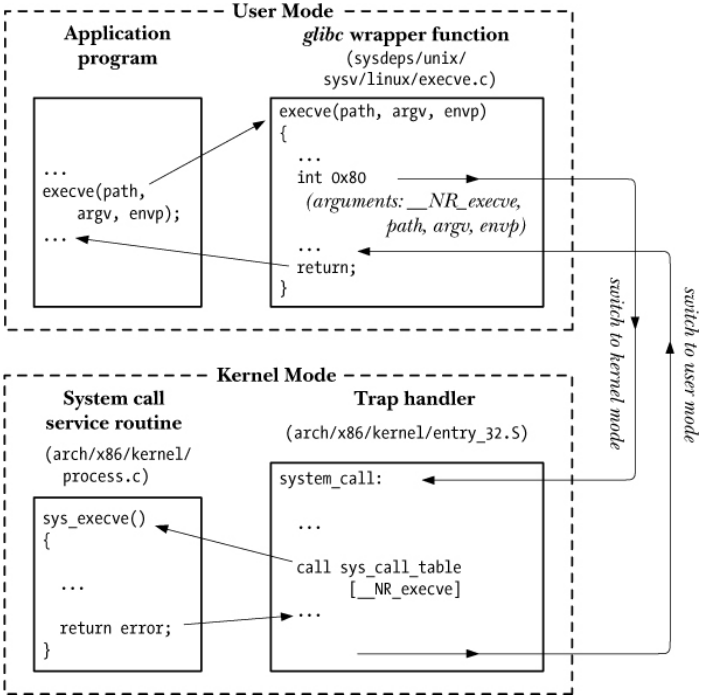 User Mode
Application
program
glibc wrapper function
(sysdeps/unix/
sysv/linux/execve.c)
...
execve(path,
argv, envp);
...
execve(path, argv, envp)
{
...
int 0x80
(arguments: __NR_execve,
path, argv, envp)
...
return;
}
switch to kernel mode
switch to user mode
Kernel Mode
System call
service routine
(arch/x86/kernel/
process.c)
Trap handler
(arch/x86/kernel/entry_32.S)
sys_execve()
{
...
return error;
}
system_call:
...
call sys_call_table
[__NR_execve]
...